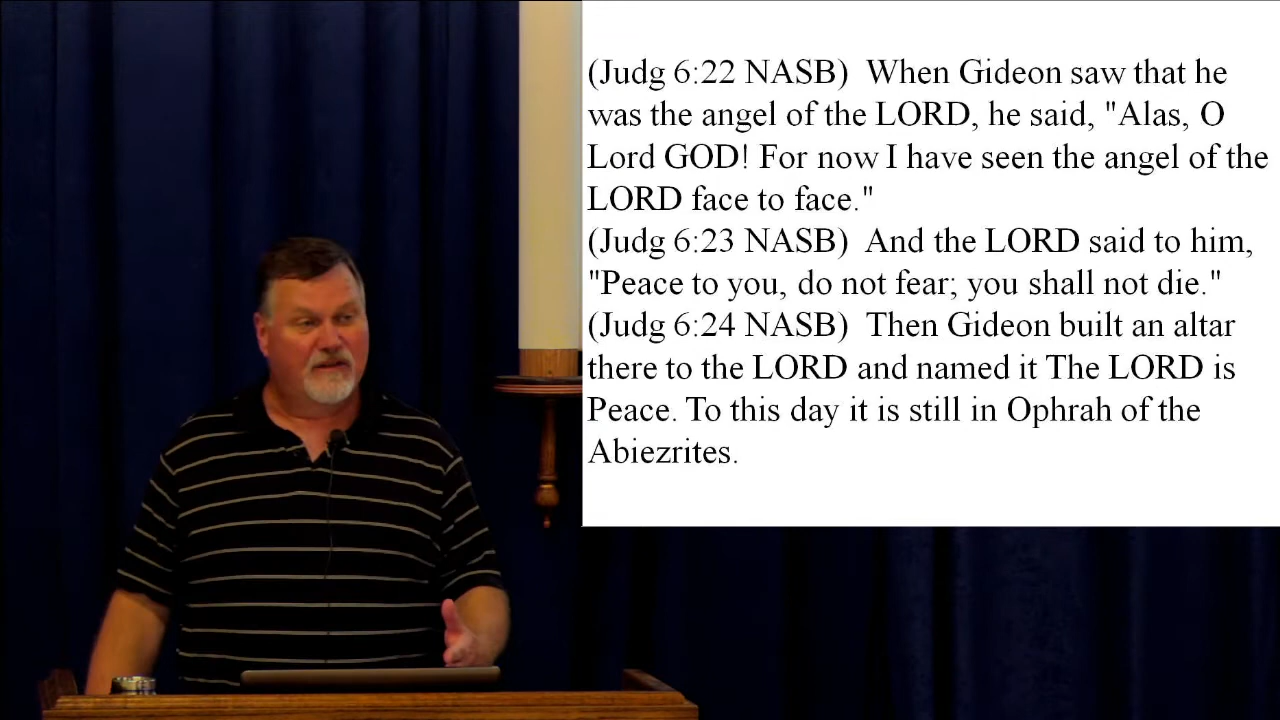 (Judg 6:22 NASB)  When Gideon saw that he
was the angel of the LORD, he said, "Alas, O
Lord GOD! For now I have seen the angel of the
LORD face to face."
(Judg 6:23 NASB)  And the LORD said to him,
"Peace to you, do not fear; you shall not die."
(Judg 6:24 NASB)  Then Gideon built an altar
there to the LORD and named it The LORD is
Peace. To this day it is still in Ophrah of the
Abiezrites.